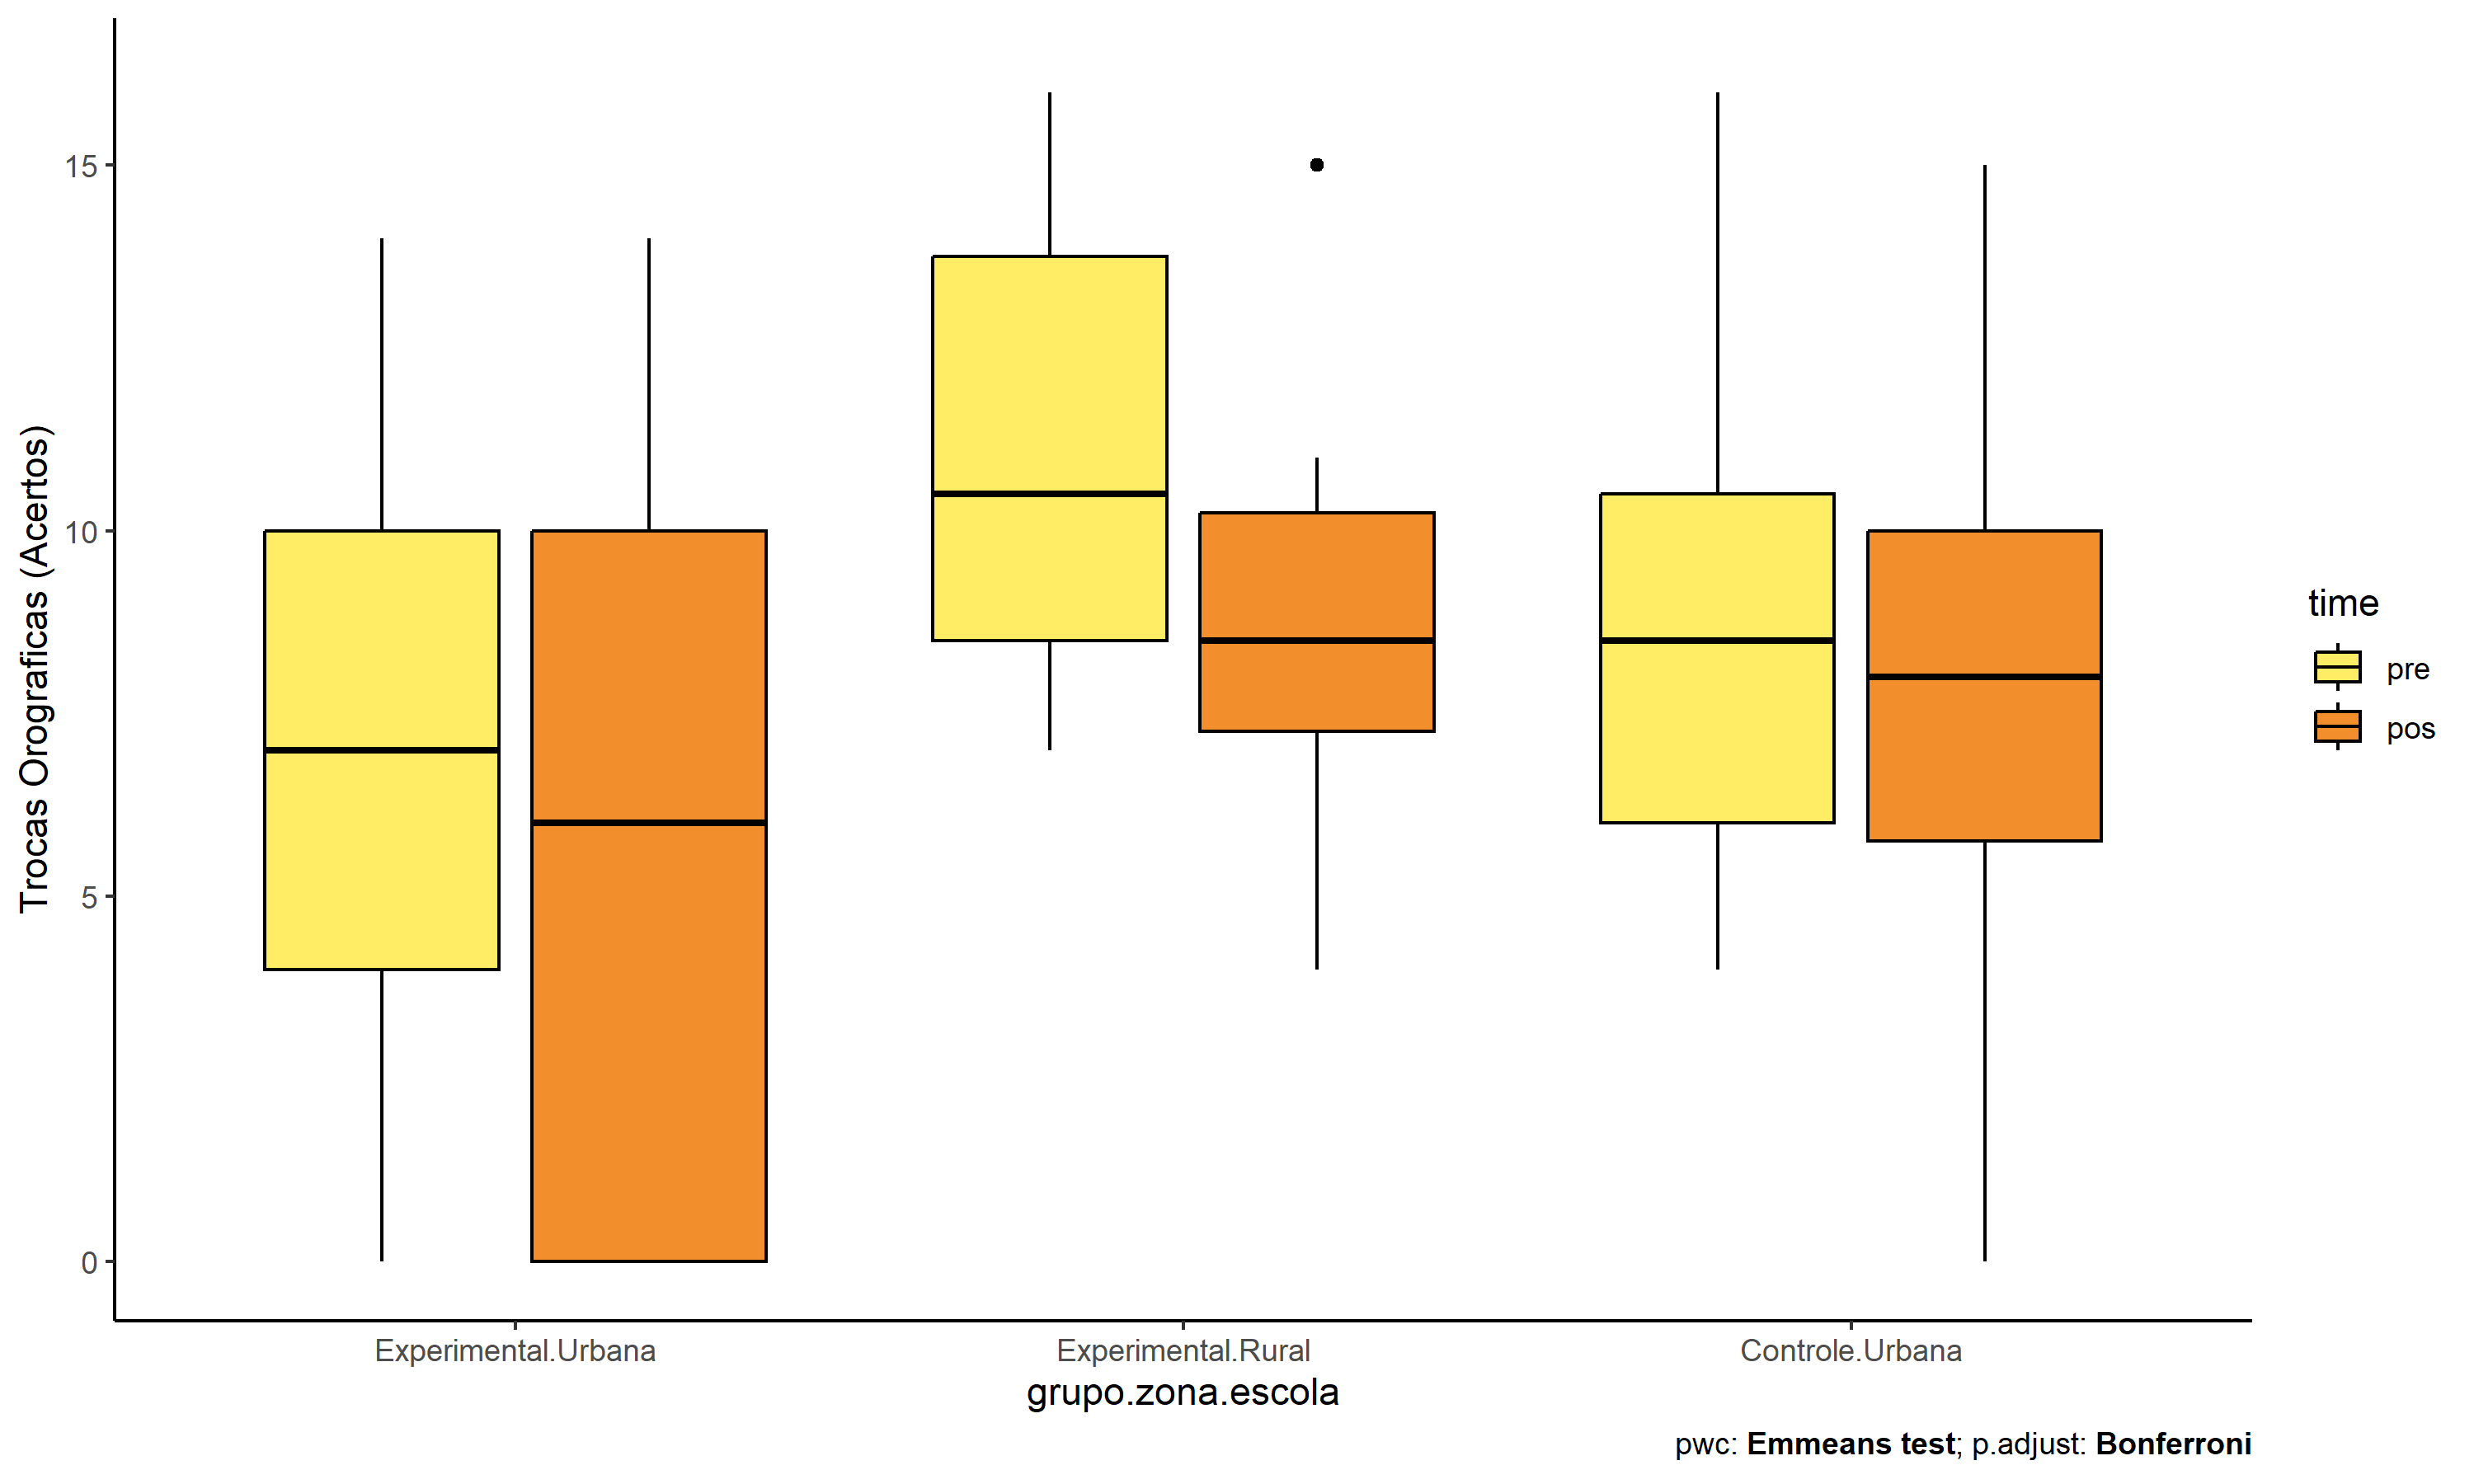 Trocas Orograficas (Acertos)
15
10
5
0
Experimental.Urbana
Experimental.Rural
Controle.Urbana
grupo.zona.escola
time
pre
pos
pwc: Emmeans test; p.adjust: Bonferroni